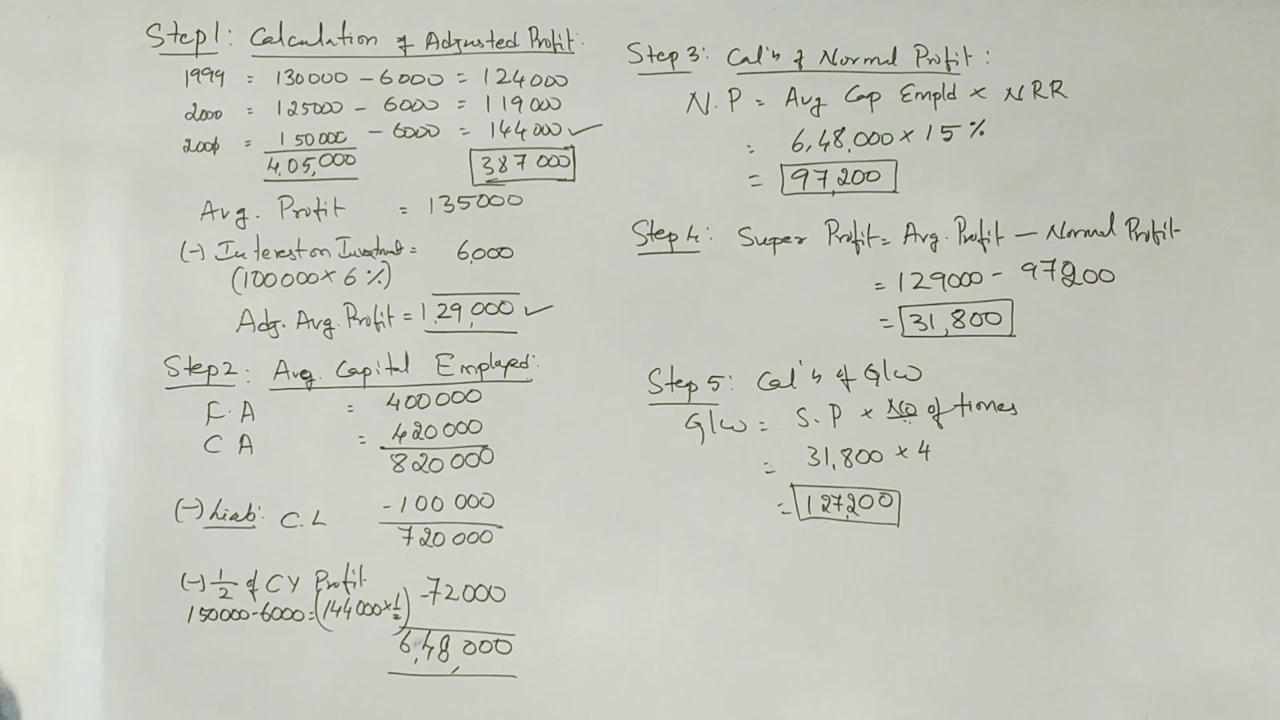 Step1: Calculation of Adjusted Profit:
1999 = 130000 - 6000 = 124000
2000 = 125000 - 6000 = 119000
= 150000 - 6000 = 144000 ✓
4,05,000 387000
Avg. Profit = 135000
(-) Interest on = 6,000
(100000 × 6%)
Adj. Avg. Profit = 1,29,000 ✓
Step2: Avg. Capital Employed:
F.A = 400000
C A = 420000
820000
(-) Liab: C.L - 100 000
720000
(-) 1/2 of CY Profit -72000
150000-6000=(144000×1/2)
6,48,000
Step 3: Cal'n of Normal Profit:
N.P = Avg Cap Empld × NRR
= 6,48,000 × 15%
= 97,200
Step 4: Super Profit = Avg. Profit - Normal Profit
= 129000 - 97200
= 31,800
Step 5: Cal'n of G/w
G/w = S.P × No of times
= 31,800 × 4
= 127,200